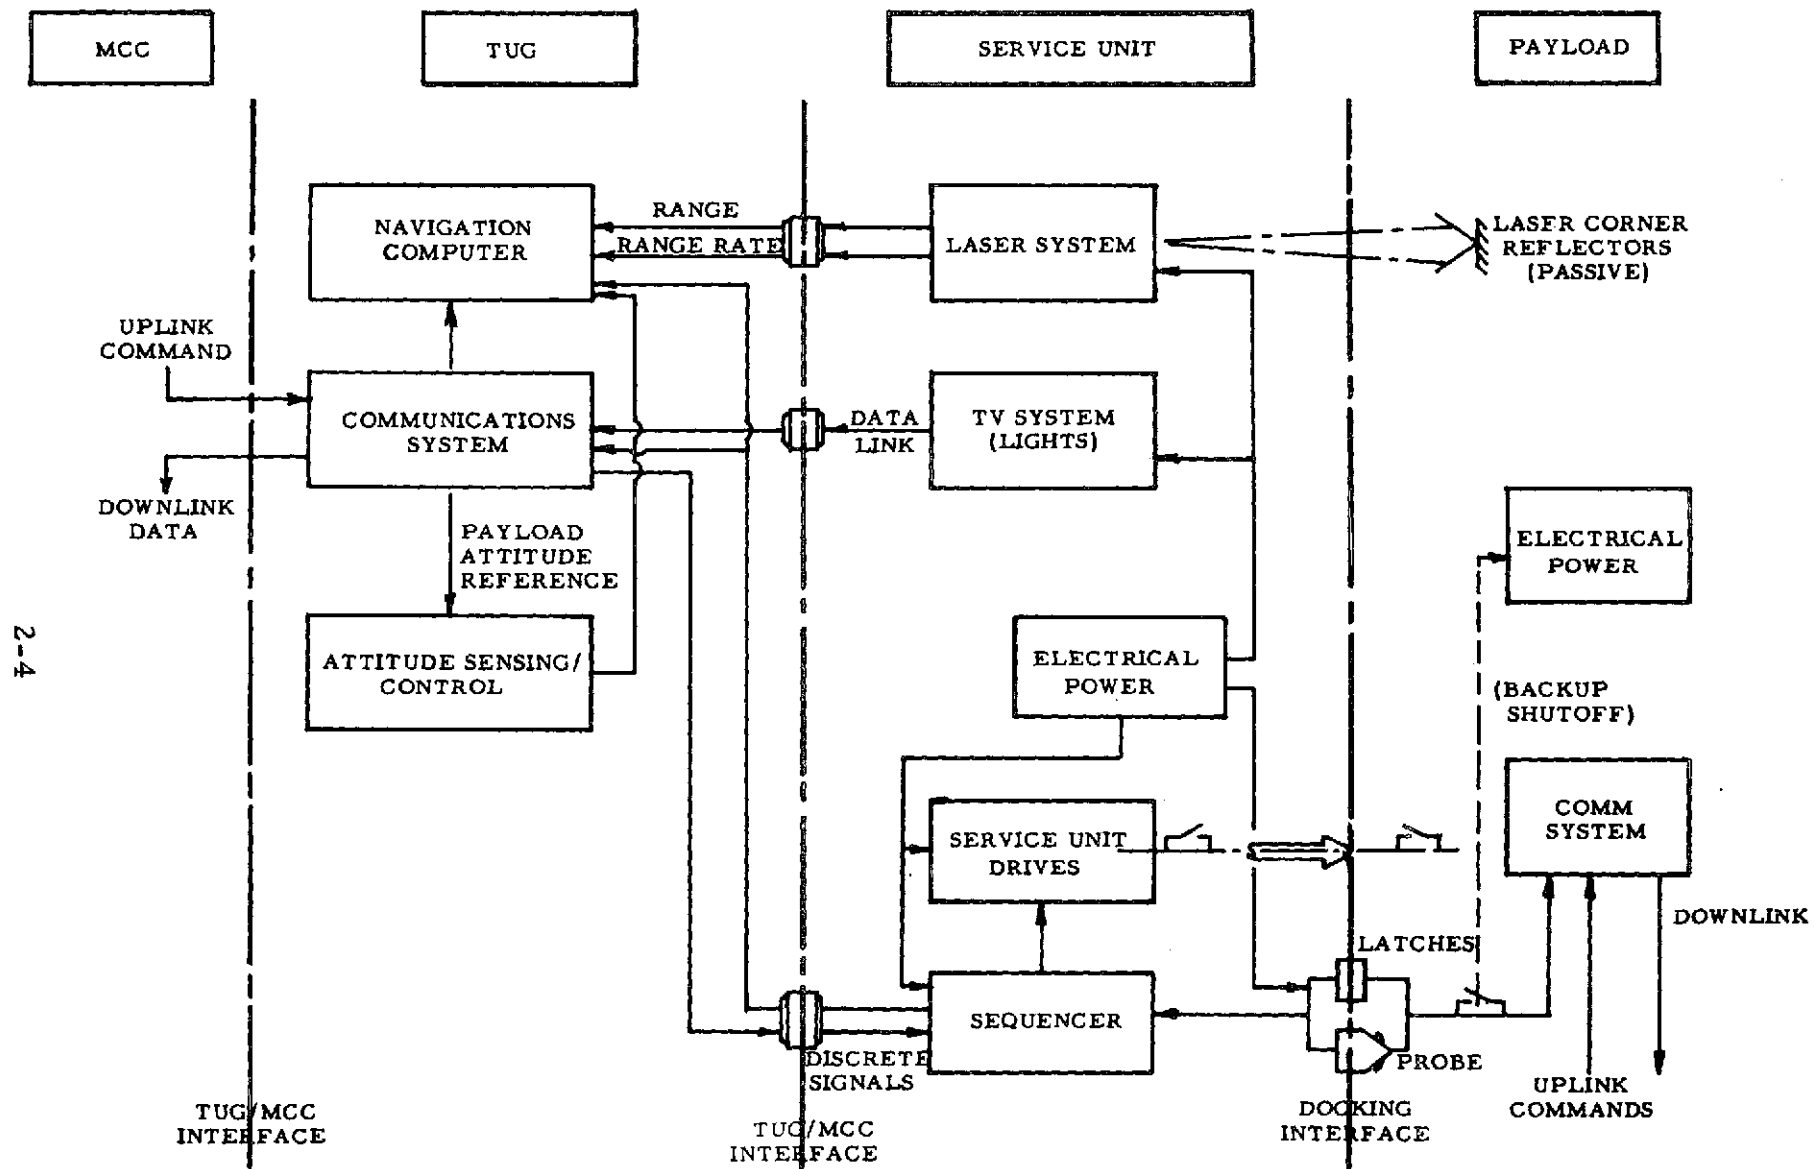 MCC
TUG
SERVICE UNIT
PAYLOAD
NAVIGATION
COMPUTER
RANGE
RANGE RATE
LASER SYSTEM
LASER CORNER
REFLECTORS
(PASSIVE)
UPLINK
COMMAND
COMMUNICATIONS
SYSTEM
DATA
LINK
TV SYSTEM
(LIGHTS)
DOWNLINK
DATA
PAYLOAD
ATTITUDE
REFERENCE
ELECTRICAL
POWER
2-4
ATTITUDE SENSING/
CONTROL
ELECTRICAL
POWER
(BACKUP
SHUTOFF)
SERVICE UNIT
DRIVES
COMM
SYSTEM
DOWNLINK
LATCHES
SEQUENCER
DISCRETE
SIGNALS
PROBE
UPLINK
COMMANDS
TUG/MCC
INTERFACE
TUG/MCC
INTERFACE
DOCKING
INTERFACE